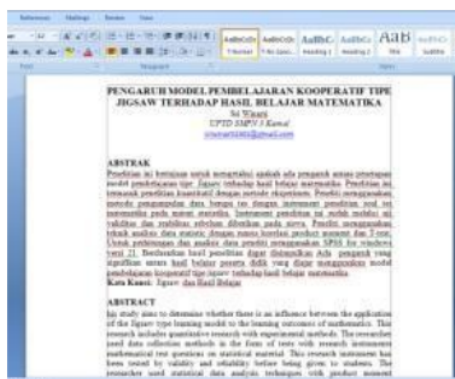 References Mailings Review View
AaBbCcDc AaBbCcDc AaBbC AaBbCc AaB AaBbCcD
Normal No Spaci... Heading 1 Heading 2 Title Subtitle
Font Paragraph Styles
PENGARUH MODEL PEMBELAJARAN KOOPERATIF TIPE
JIGSAW TERHADAP HASIL BELAJAR MATEMATIKA
Sri Winarti
UPTD SMPN 3 Kamal
ABSTRAK
Penelitian ini bertujuan untuk mengetahui apakah ada pengaruh antara penerapan
model pembelajaran tipe Jigsaw terhadap hasil belajar matematika. Penelitian ini
termasuk penelitian kuantitatif dengan metode eksperimen. Peneliti menggunakan
metode pengumpulan data berupa tes dengan instrument penelitian soal tes
matematika pada materi statistika. Instrument penelitian ini sudah melalui uji
validitas dan reabilitas sebelum diberikan pada siswa. Peneliti menggunakan
teknik analisis data statistic dengan rumus korelasi product moment dan T-test.
Untuk perhitungan dan analisis data peneliti menggunakan SPSS for windows
versi 21. Berdasarkan hasil penelitian dapat disimpulkan Ada pengaruh yang
signifikan antara hasil belajar peserta didik yang diajar menggunakan model
pembelajaran kooperatif tipe jigsaw terhadap hasil belajar matematika.
Kata Kunci: Jigsaw dan Hasil Belajar
ABSTRACT
his study aims to determine whether there is an influence between the application
of the Jigsaw type learning model to the learning outcomes of mathematics. This
research includes quantitative research with experimental methods. The researcher
used data collection methods in the form of tests with research instruments
mathematical test questions on statistical material. This research instrument has
been tested by validity and reliability before being given to students. The
researcher used statistical data analysis techniques with product moment